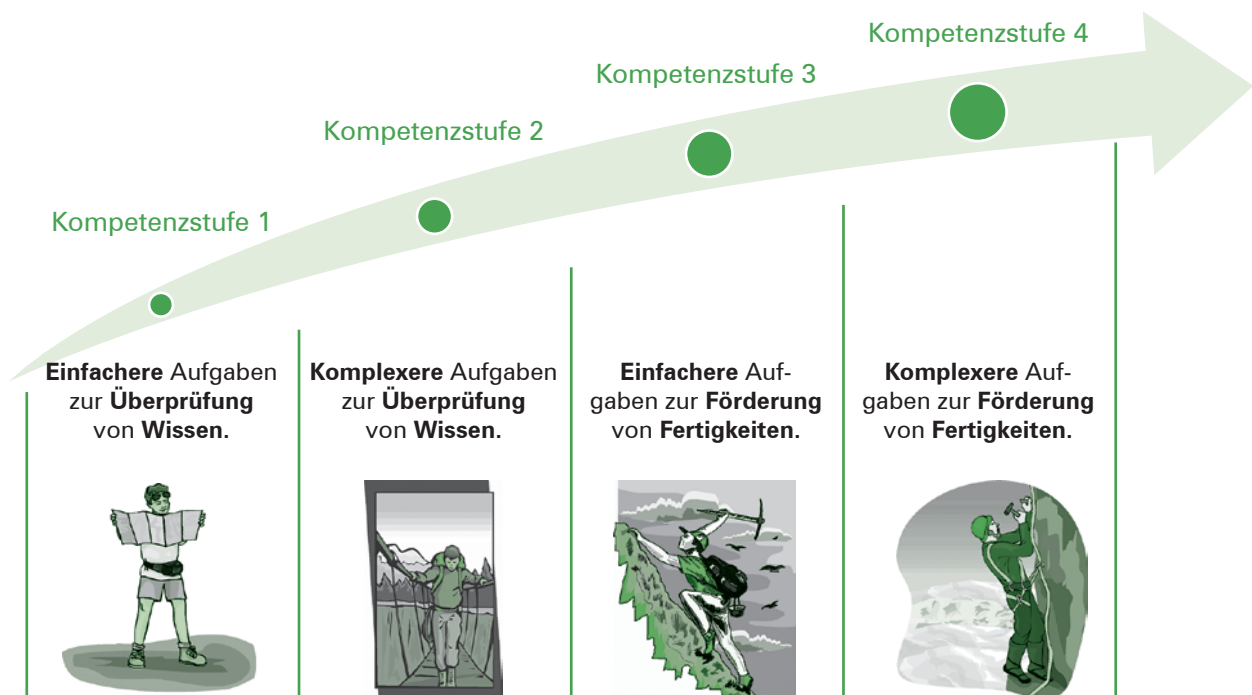 Kompetenzstufe 1
Kompetenzstufe 2
Kompetenzstufe 3
Kompetenzstufe 4
Einfachere Aufgaben
zur Überprüfung
von Wissen.
Komplexere Aufgaben
zur Überprüfung
von Wissen.
Einfachere Auf-
gaben zur Förderung
von Fertigkeiten.
Komplexere Auf-
gaben zur Förderung
von Fertigkeiten.